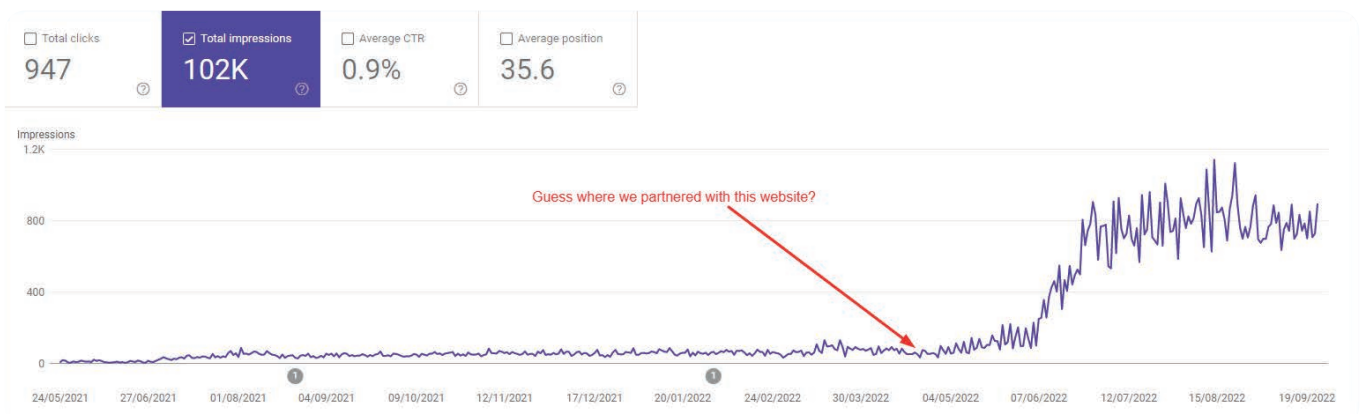 Total clicks
947
Total impressions
102K
Average CTR
0.9%
Average position
35.6
Impressions
1.2K
Guess where we partnered with this website?
800
400
0
1
1
24/05/2021 27/06/2021 01/08/2021 04/09/2021 09/10/2021 12/11/2021 17/12/2021 20/01/2022 24/02/2022 30/03/2022 04/05/2022 07/06/2022 12/07/2022 15/08/2022 19/09/2022